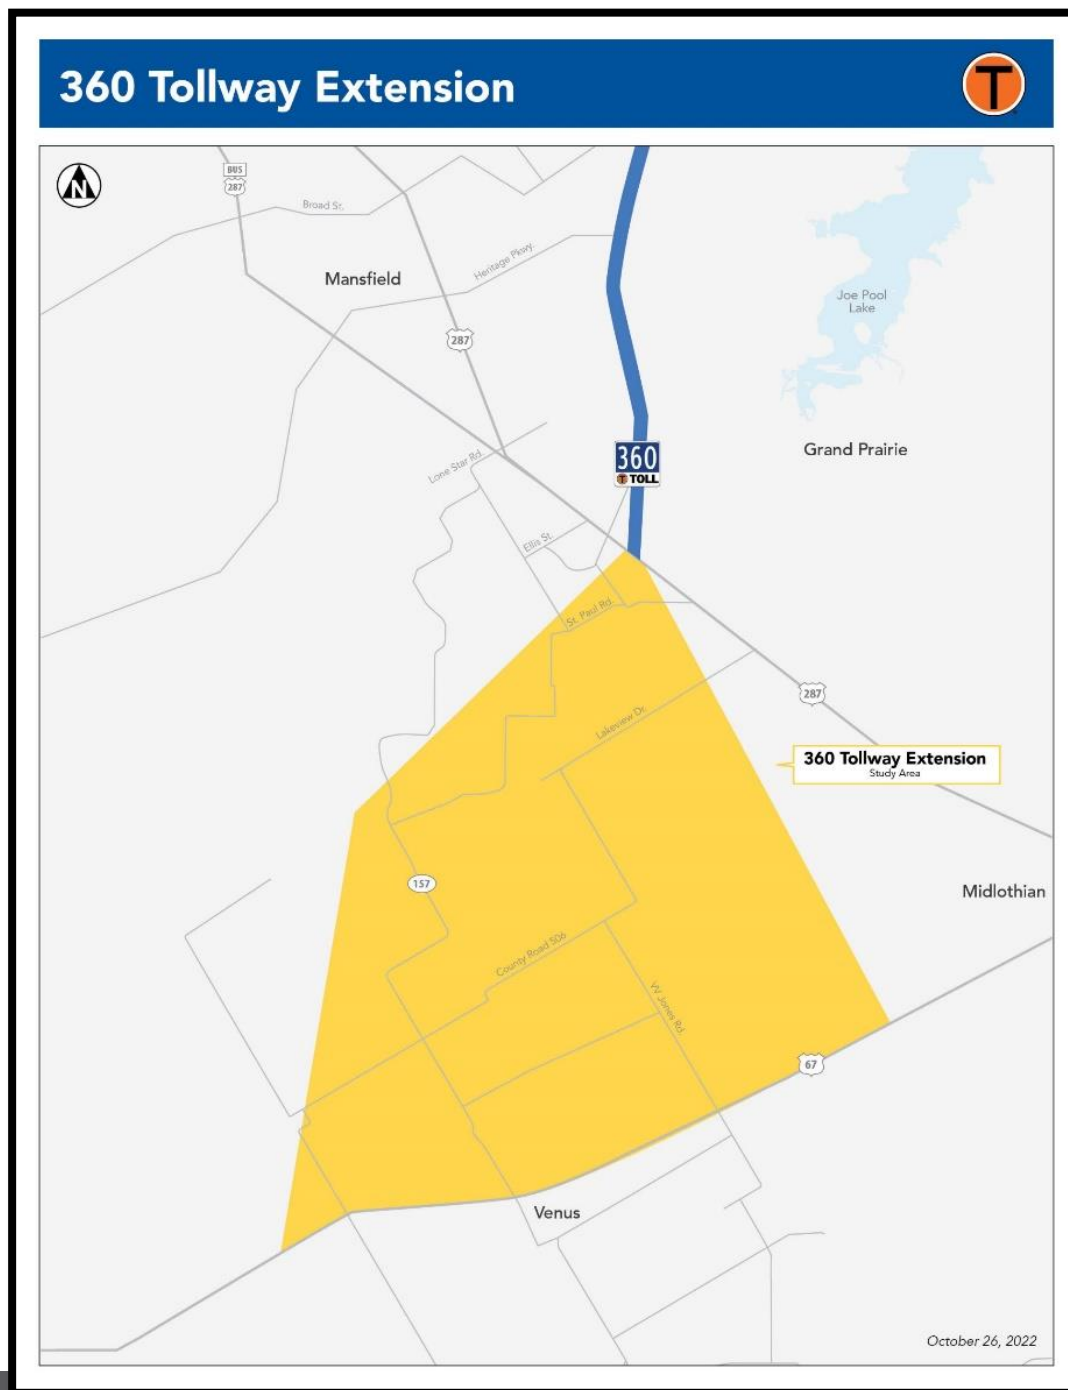 360 Tollway Extension
T
N
BUS
287
Broad St.
Mansfield
Heritage Pkwy.
Joe Pool
Lake
287
Grand Prairie
360
T TOLL
Lone Star Rd.
Ellis St.
St. Paul Rd.
287
Lakeview Dr.
360 Tollway Extension
Study Area
157
Midlothian
County Road 506
VV Jones Rd.
67
Venus
October 26, 2022